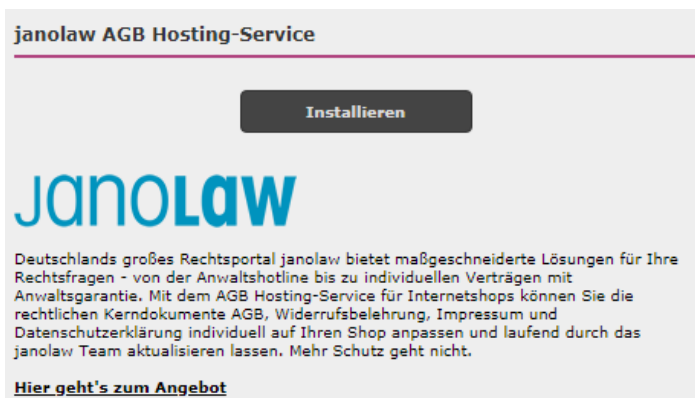 janolaw AGB Hosting-Service
Installieren
Janolaw
Deutschlands großes Rechtsportal janolaw bietet maßgeschneiderte Lösungen für Ihre
Rechtsfragen - von der Anwaltshotline bis zu individuellen Verträgen mit
Anwaltsgarantie. Mit dem AGB Hosting-Service für Internetshops können Sie die
rechtlichen Kerndokumente AGB, Widerrufsbelehrung, Impressum und
Datenschutzerklärung individuell auf Ihren Shop anpassen und laufend durch das
janolaw Team aktualisieren lassen. Mehr Schutz geht nicht.
Hier geht's zum Angebot